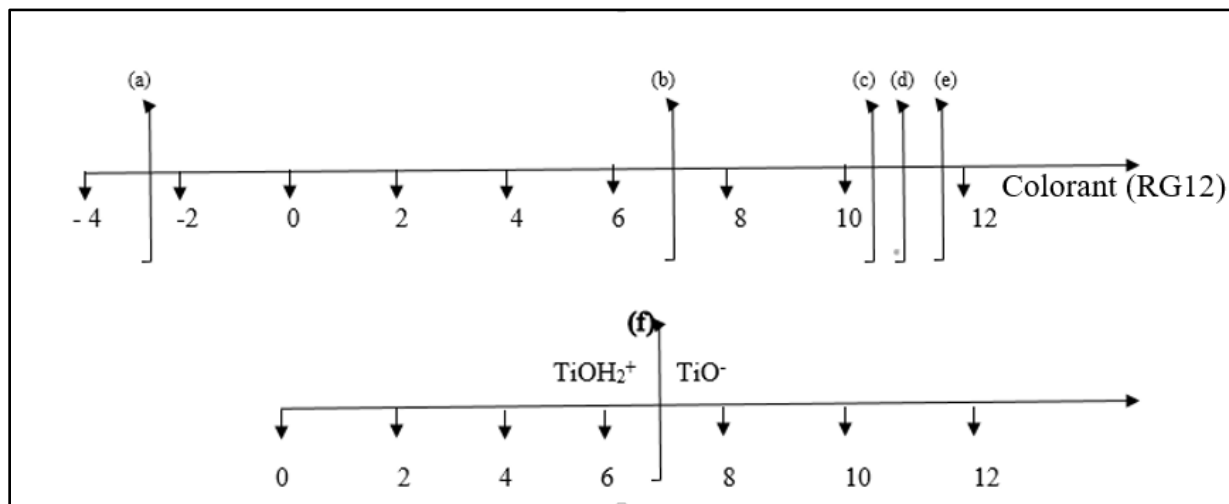 (a) (b) (c) (d) (e)
- 4 -2 0 2 4 6 8 10 12 Colorant (RG12)
(f)
TiOH₂⁺ TiO⁻
0 2 4 6 8 10 12